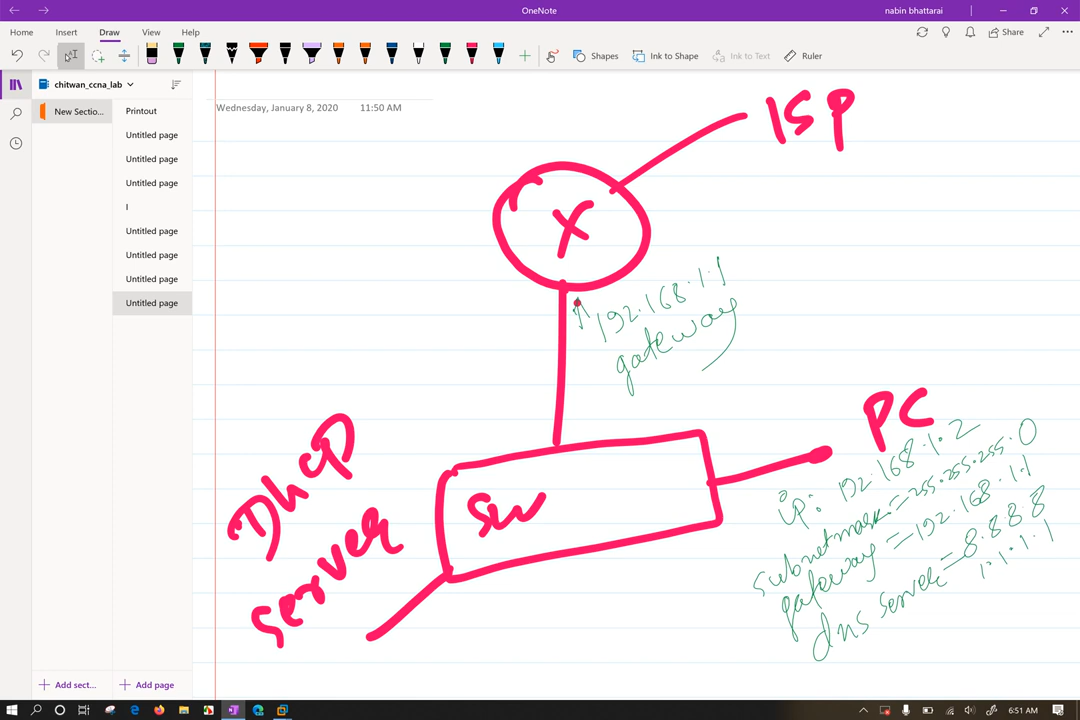 OneNote
nabin bhattarai
Home
Insert
Draw
View
Help
Share
Shapes
Ink to Shape
Ink to Text
Ruler
chitwan_ccna_lab
New Sectio...
Printout
Untitled page
Untitled page
Untitled page
I
Untitled page
Untitled page
Untitled page
Untitled page
Add sect...
Add page
Wednesday, January 8, 2020
11:50 AM
ISP
X
192.168.1.1
gateway
Dhcp
server
sw
PC
ip: 192.168.1.2
subnetmask=255.255.255.0
gateway=192.168.1.1
dns server=8.8.8.8
1.1.1.1
6:51 AM